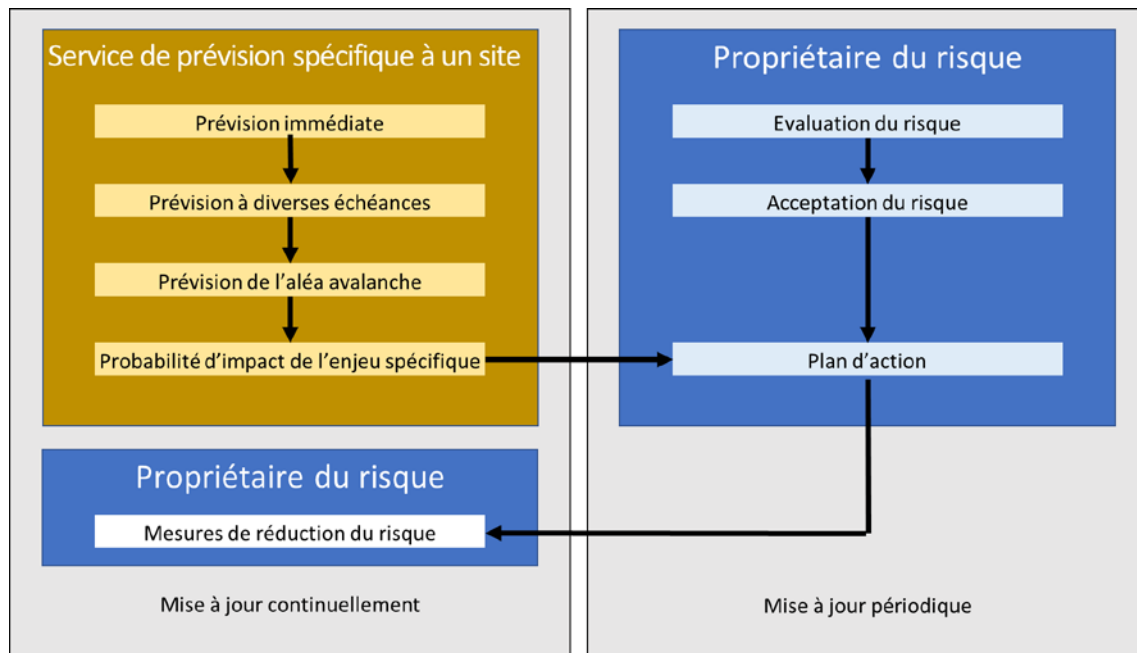 Service de prévision spécifique à un site
Prévision immédiate
Prévision à diverses échéances
Prévision de l'aléa avalanche
Probabilité d'impact de l'enjeu spécifique
Propriétaire du risque
Mesures de réduction du risque
Mise à jour continuellement
Propriétaire du risque
Evaluation du risque
Acceptation du risque
Plan d'action
Mise à jour périodique